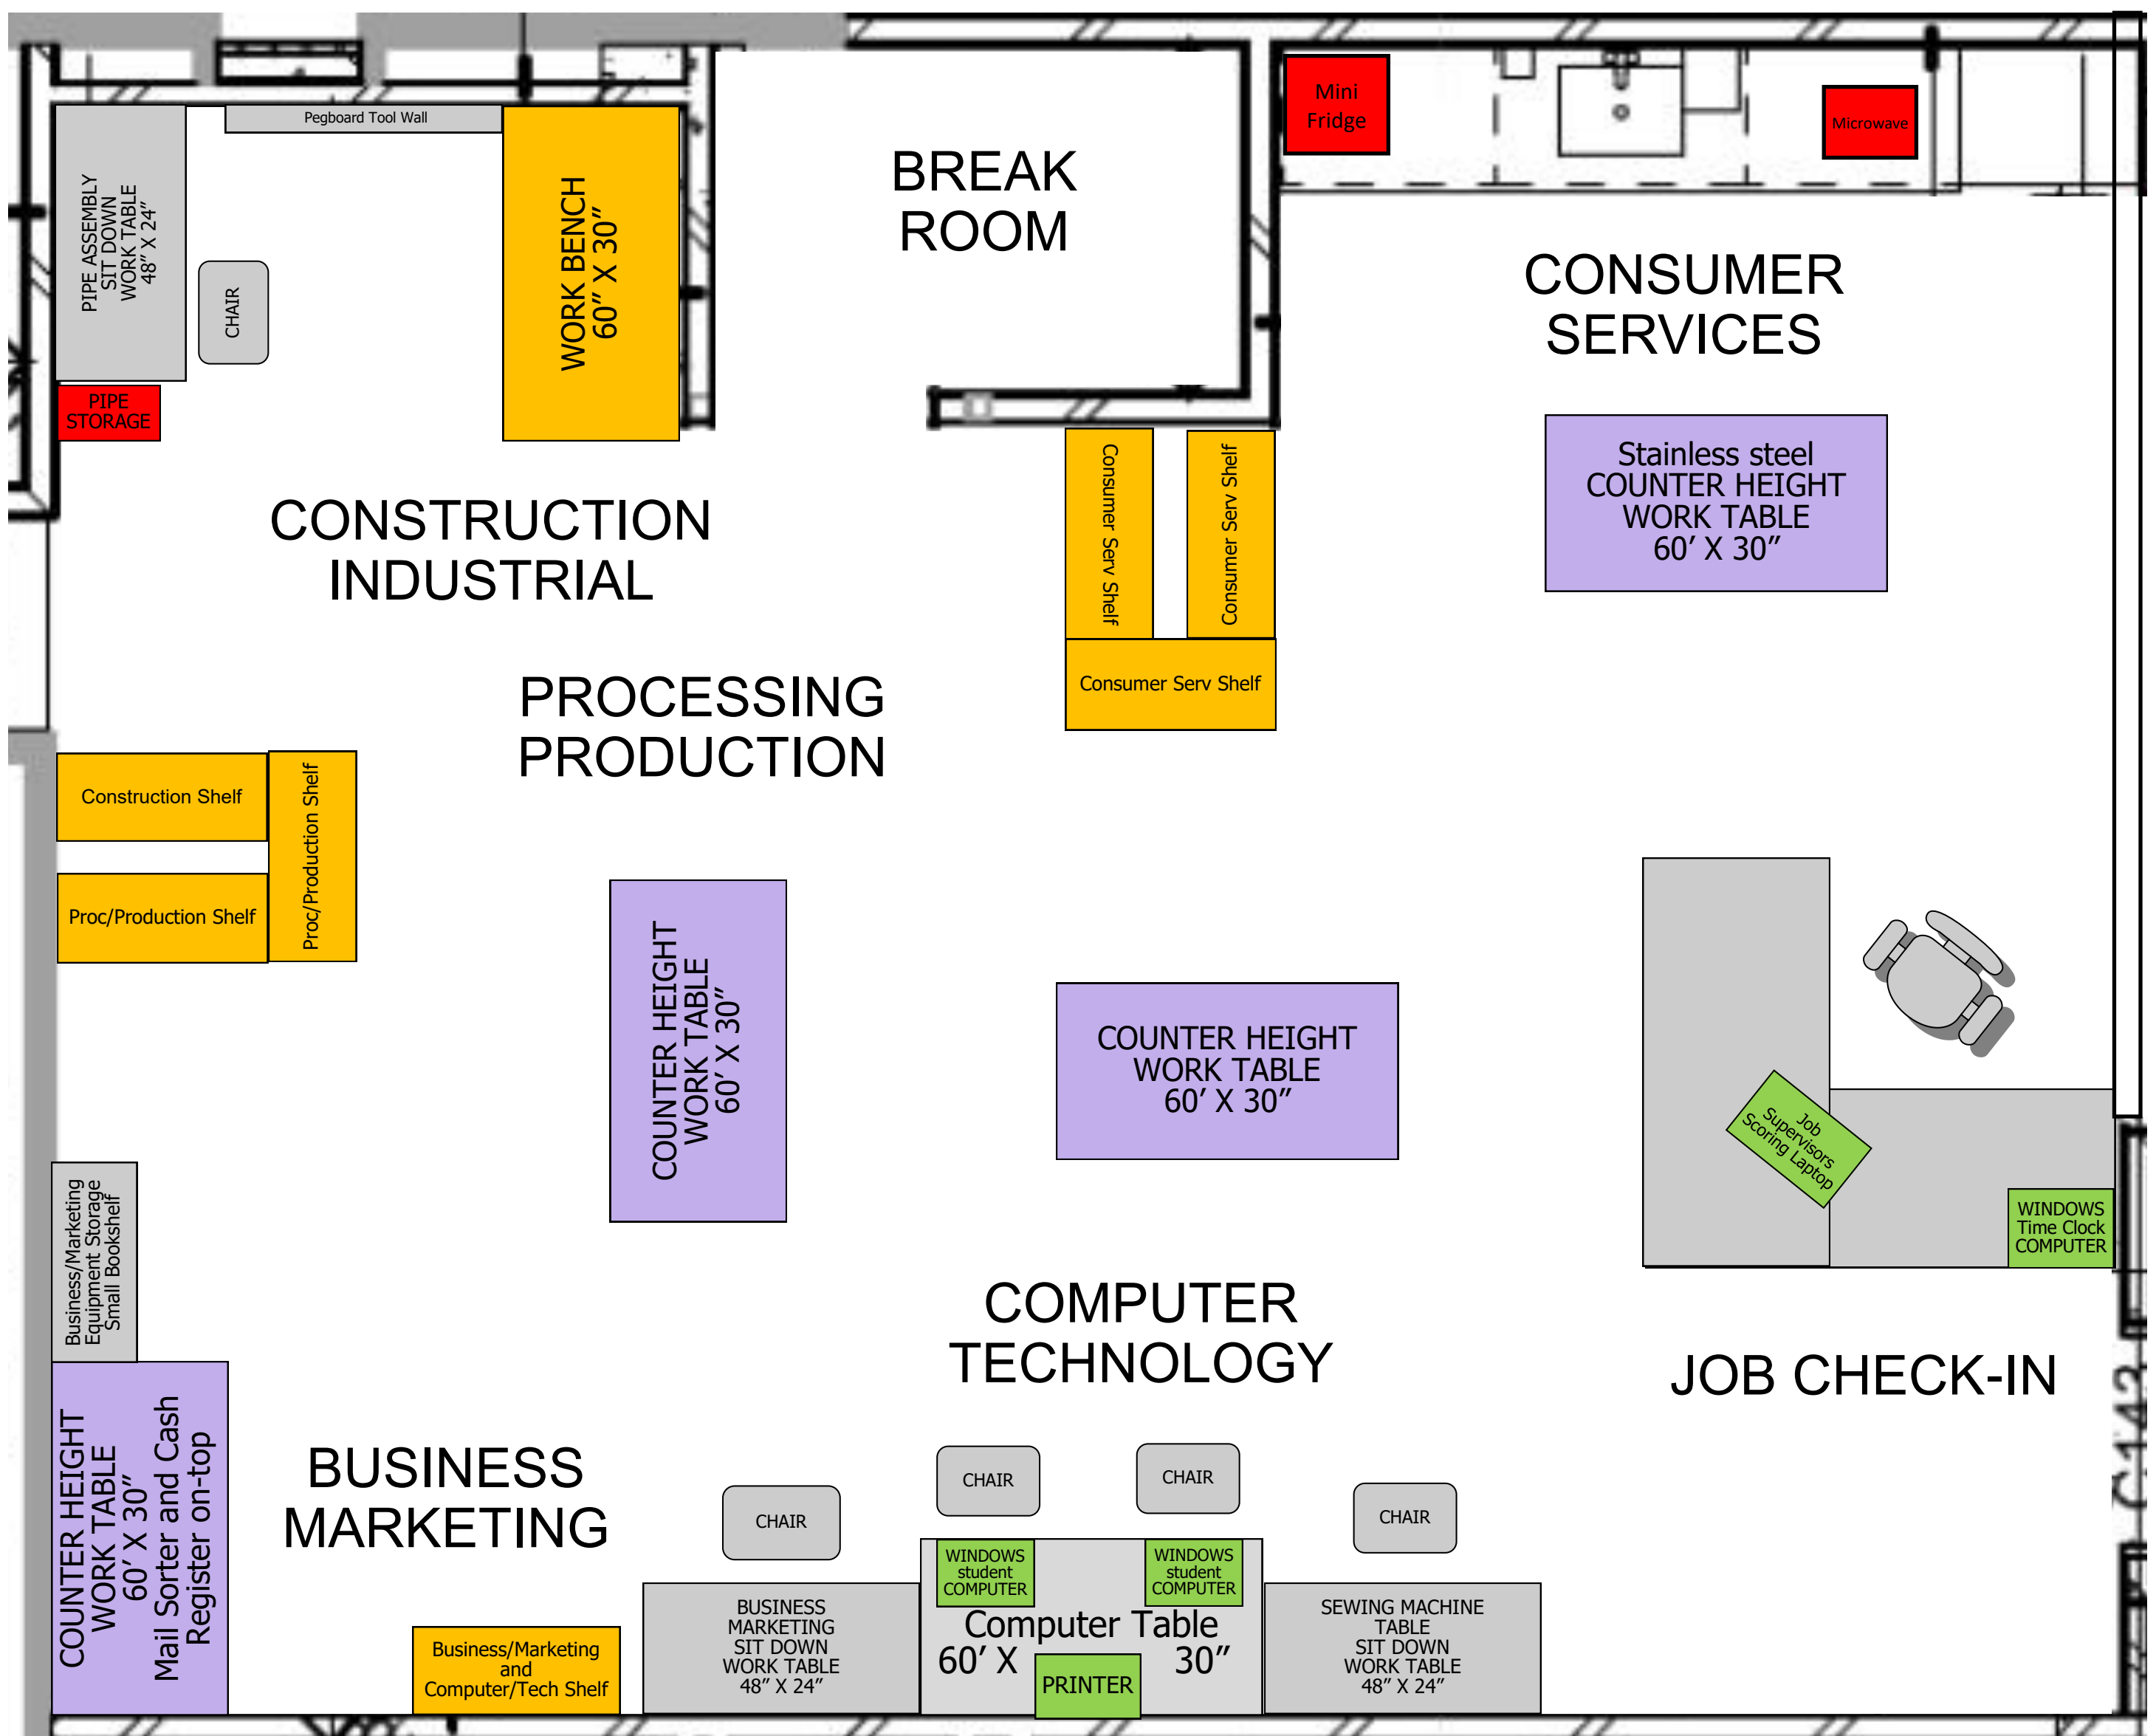 Pegboard Tool Wall
PIPE ASSEMBLY
SIT DOWN
WORK TABLE
48” X 24”
CHAIR
WORK BENCH
60” X 30”
PIPE
STORAGE
BREAK
ROOM
Mini
Fridge
Microwave
CONSUMER
SERVICES
Stainless steel
COUNTER HEIGHT
WORK TABLE
60’ X 30”
CONSTRUCTION
INDUSTRIAL
Consumer Serv Shelf
Consumer Serv Shelf
Consumer Serv Shelf
PROCESSING
PRODUCTION
Construction Shelf
Proc/Production Shelf
Proc/Production Shelf
COUNTER HEIGHT
WORK TABLE
60’ X 30”
COUNTER HEIGHT
WORK TABLE
60’ X 30”
Job
Supervisors
Scoring Laptop
WINDOWS
Time Clock
COMPUTER
Business/Marketing
Equipment Storage
Small Bookshelf
COMPUTER
TECHNOLOGY
JOB CHECK-IN
C143
COUNTER HEIGHT
WORK TABLE
60’ X 30”
Mail Sorter and Cash
Register on-top
BUSINESS
MARKETING
CHAIR
CHAIR
CHAIR
CHAIR
Business/Marketing
and
Computer/Tech Shelf
BUSINESS
MARKETING
SIT DOWN
WORK TABLE
48” X 24”
WINDOWS
student
COMPUTER
WINDOWS
student
COMPUTER
Computer Table
60’ X 30”
PRINTER
SEWING MACHINE
TABLE
SIT DOWN
WORK TABLE
48” X 24”